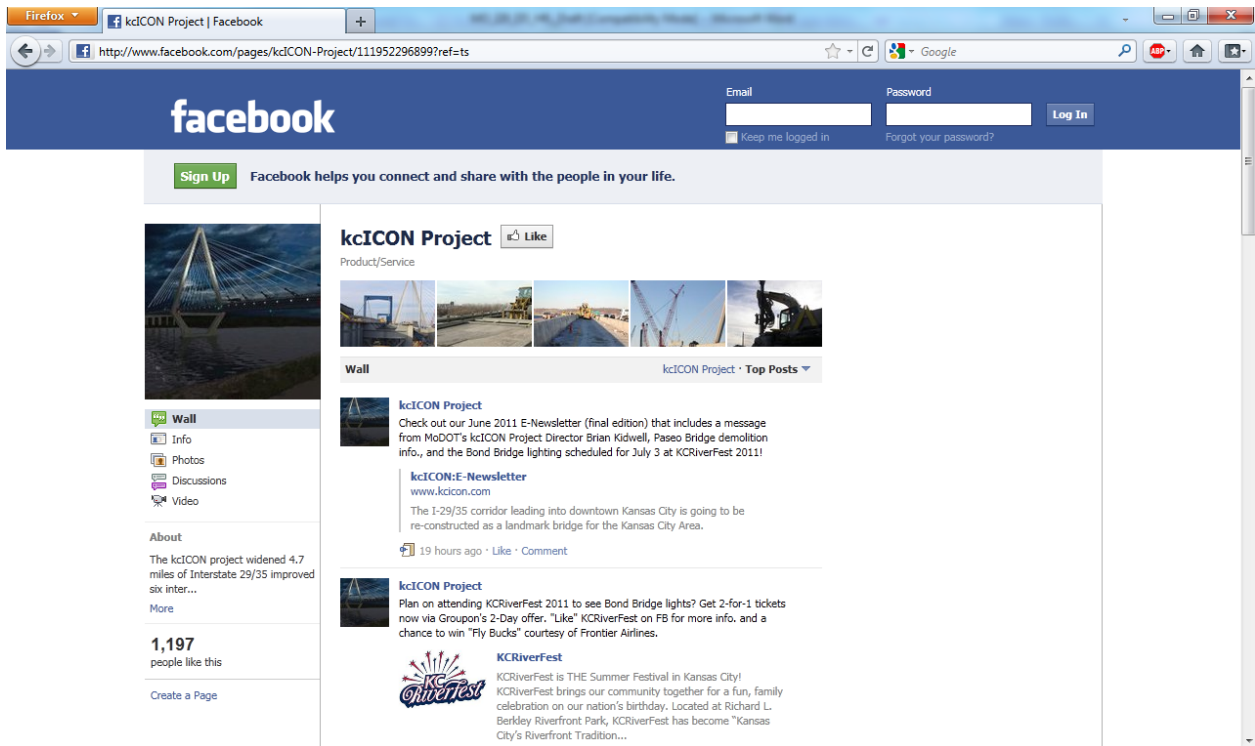 Firefox
kcICON Project | Facebook
http://www.facebook.com/pages/kcICON-Project/111952296899?ref=ts
Google
ABP
facebook
Email
Password
Log In
Keep me logged in
Forgot your password?
Sign Up
Facebook helps you connect and share with the people in your life.
kcICON Project
Like
Product/Service
Wall
kcICON Project · Top Posts
Wall
Info
Photos
Discussions
Video
About
The kcICON project widened 4.7
miles of Interstate 29/35 improved
six inter...
More
1,197
people like this
Create a Page
kcICON Project
Check out our June 2011 E-Newsletter (final edition) that includes a message
from MoDOT's kcICON Project Director Brian Kidwell, Paseo Bridge demolition
info., and the Bond Bridge lighting scheduled for July 3 at KCRiverFest 2011!
kcICON:E-Newsletter
www.kcicon.com
The I-29/35 corridor leading into downtown Kansas City is going to be
re-constructed as a landmark bridge for the Kansas City Area.
19 hours ago · Like · Comment
kcICON Project
Plan on attending KCRiverFest 2011 to see Bond Bridge lights? Get 2-for-1 tickets
now via Groupon's 2-Day offer. "Like" KCRiverFest on FB for more info. and a
chance to win "Fly Bucks" courtesy of Frontier Airlines.
KC
RiverFest
KCRiverFest
KCRiverFest is THE Summer Festival in Kansas City!
KCRiverFest brings our community together for a fun, family
celebration on our nation's birthday. Located at Richard L.
Berkley Riverfront Park, KCRiverFest has become "Kansas
City's Riverfront Tradition...